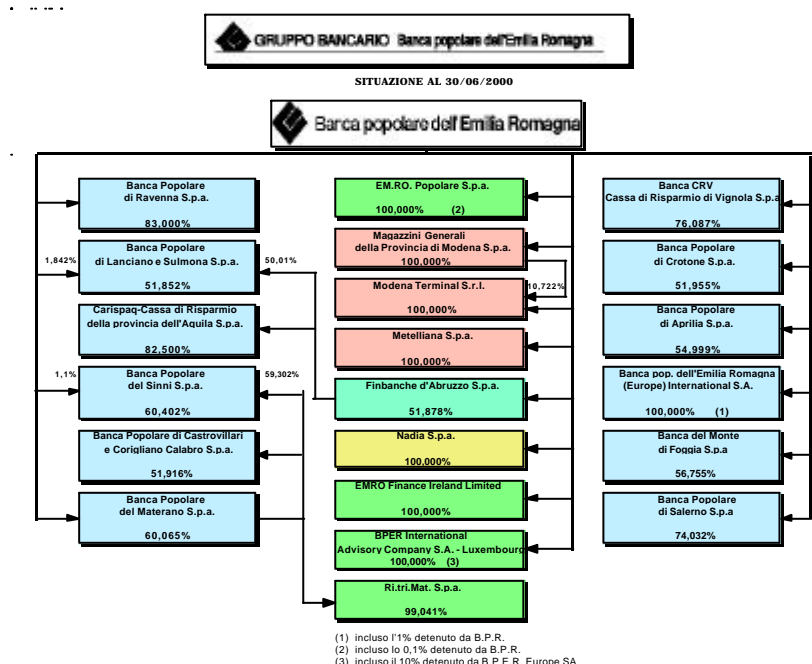 GRUPPO BANCARIO Banca popolare dell'Emilia Romagna
SITUAZIONE AL 30/06/2000
Banca popolare dell'Emilia Romagna
Banca Popolare
di Ravenna S.p.a.
83,000%
1,842%
Banca Popolare
di Lanciano e Sulmona S.p.a.
51,852%
50,01%
Carispaq-Cassa di Risparmio
della provincia dell'Aquila S.p.a.
82,500%
1,1%
Banca Popolare
del Sinni S.p.a.
60,402%
59,302%
Banca Popolare di Castrovillari
e Corigliano Calabro S.p.a.
51,916%
Banca Popolare
del Materano S.p.a.
60,065%
EM.RO. Popolare S.p.a.
100,000% (2)
Magazzini Generali
della Provincia di Modena S.p.a.
100,000%
Modena Terminal S.r.l.
10,722%
100,000%
Metelliana S.p.a.
100,000%
Finbanche d'Abruzzo S.p.a.
51,878%
Nadia S.p.a.
100,000%
EMRO Finance Ireland Limited
100,000%
BPER International
Advisory Company S.A. - Luxembourg
100,000% (3)
Ri.tri.Mat. S.p.a.
99,041%
Banca CRV
Cassa di Risparmio di Vignola S.p.a
76,087%
Banca Popolare
di Crotone S.p.a.
51,955%
Banca Popolare
di Aprilia S.p.a.
54,999%
Banca pop. dell'Emilia Romagna
(Europe) International S.A.
100,000% (1)
Banca del Monte
di Foggia S.p.a
56,755%
Banca Popolare
di Salerno S.p.a
74,032%
(1) incluso l'1% detenuto da B.P.R.
(2) incluso lo 0,1% detenuto da B.P.R.
(3) incluso il 10% detenuto da B.P.E.R. Europe SA